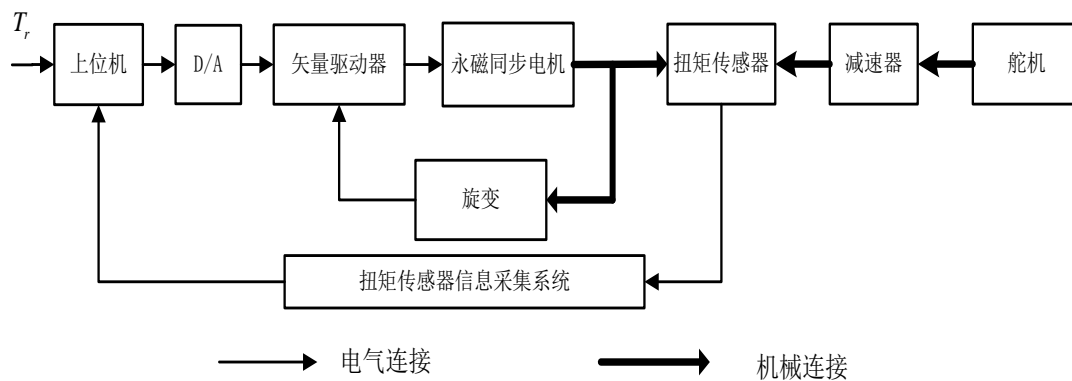 T_r
上位机
D/A
矢量驱动器
永磁同步电机
扭矩传感器
减速器
舵机
旋变
扭矩传感器信息采集系统
电气连接
机械连接